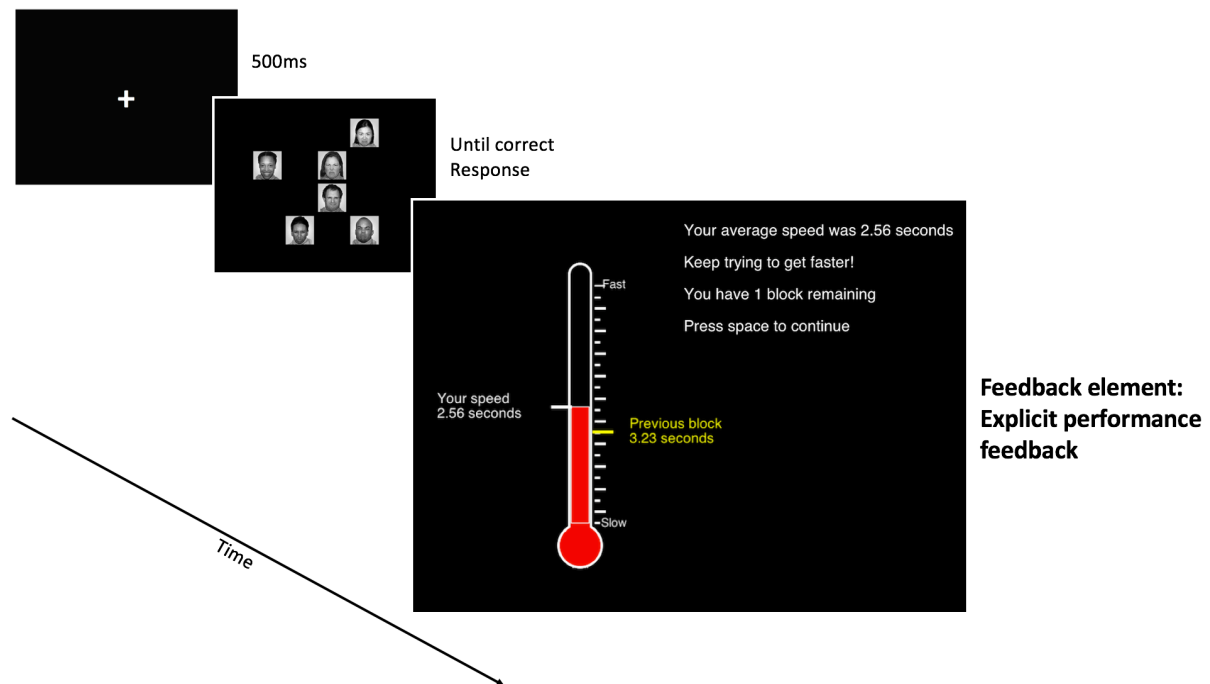 500ms
Until correct
Response
Your average speed was 2.56 seconds
Keep trying to get faster!
You have 1 block remaining
Press space to continue
Fast
Your speed
2.56 seconds
Previous block
3.23 seconds
Slow
Feedback element:
Explicit performance
feedback
Time